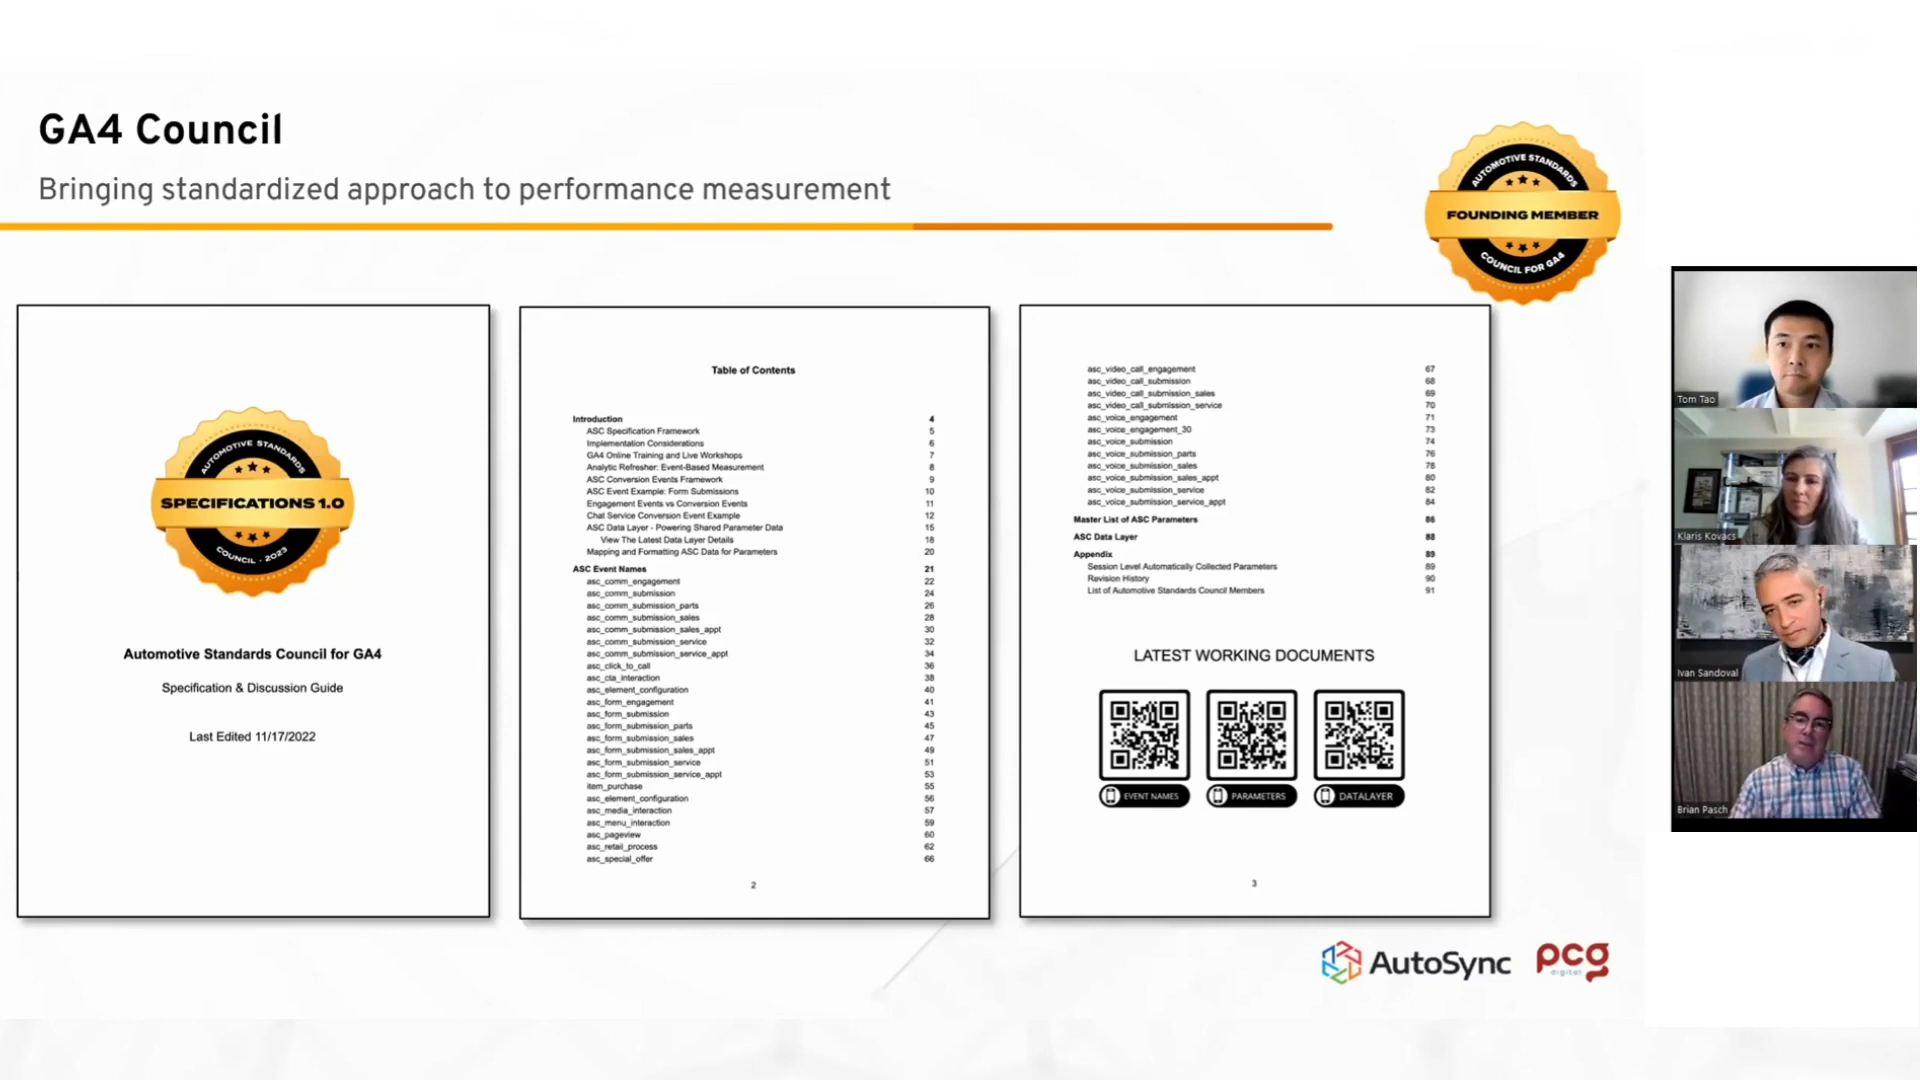 GA4 Council
Bringing standardized approach to performance measurement
AUTOMOTIVE STANDARDS
FOUNDING MEMBER
COUNCIL FOR GA4
AUTOMOTIVE STANDARDS
SPECIFICATIONS 1.0
COUNCIL - 2023
Automotive Standards Council for GA4
Specification & Discussion Guide
Last Edited 11/17/2022
Table of Contents
Introduction 4
ASC Specification Framework 5
Implementation Considerations 6
GA4 Online Training and Live Workshops 7
Analytic Refresher: Event-Based Measurement 8
ASC Conversion Events Framework 9
ASC Event Example: Form Submissions 10
Engagement Events vs Conversion Events 11
Chat Service Conversion Event Example 12
ASC Data Layer - Powering Shared Parameter Data 15
View The Latest Data Layer Details 18
Mapping and Formatting ASC Data for Parameters 20
ASC Event Names 21
asc_comm_engagement 22
asc_comm_submission 24
asc_comm_submission_parts 26
asc_comm_submission_sales 28
asc_comm_submission_sales_appt 30
asc_comm_submission_service 32
asc_comm_submission_service_appt 34
asc_click_to_call 36
asc_cta_interaction 38
asc_element_configuration 40
asc_form_engagement 41
asc_form_submission 43
asc_form_submission_parts 45
asc_form_submission_sales 47
asc_form_submission_sales_appt 49
asc_form_submission_service 51
asc_form_submission_service_appt 53
item_purchase 55
asc_element_configuration 56
asc_media_interaction 57
asc_menu_interaction 59
asc_pageview 60
asc_retail_process 62
asc_special_offer 66
2
asc_video_call_engagement 67
asc_video_call_submission 68
asc_video_call_submission_sales 69
asc_video_call_submission_service 70
asc_voice_engagement 71
asc_voice_engagement_30 73
asc_voice_submission 74
asc_voice_submission_parts 76
asc_voice_submission_sales 78
asc_voice_submission_sales_appt 80
asc_voice_submission_service 82
asc_voice_submission_service_appt 84
Master List of ASC Parameters 86
ASC Data Layer 88
Appendix 89
Session Level Automatically Collected Parameters 89
Revision History 90
List of Automotive Standards Council Members 91
LATEST WORKING DOCUMENTS
EVENT NAMES
PARAMETERS
DATALAYER
3
AutoSync
pcg
digital
Tom Tao
Klaris Kovacs
Ivan Sandoval
Brian Pasch